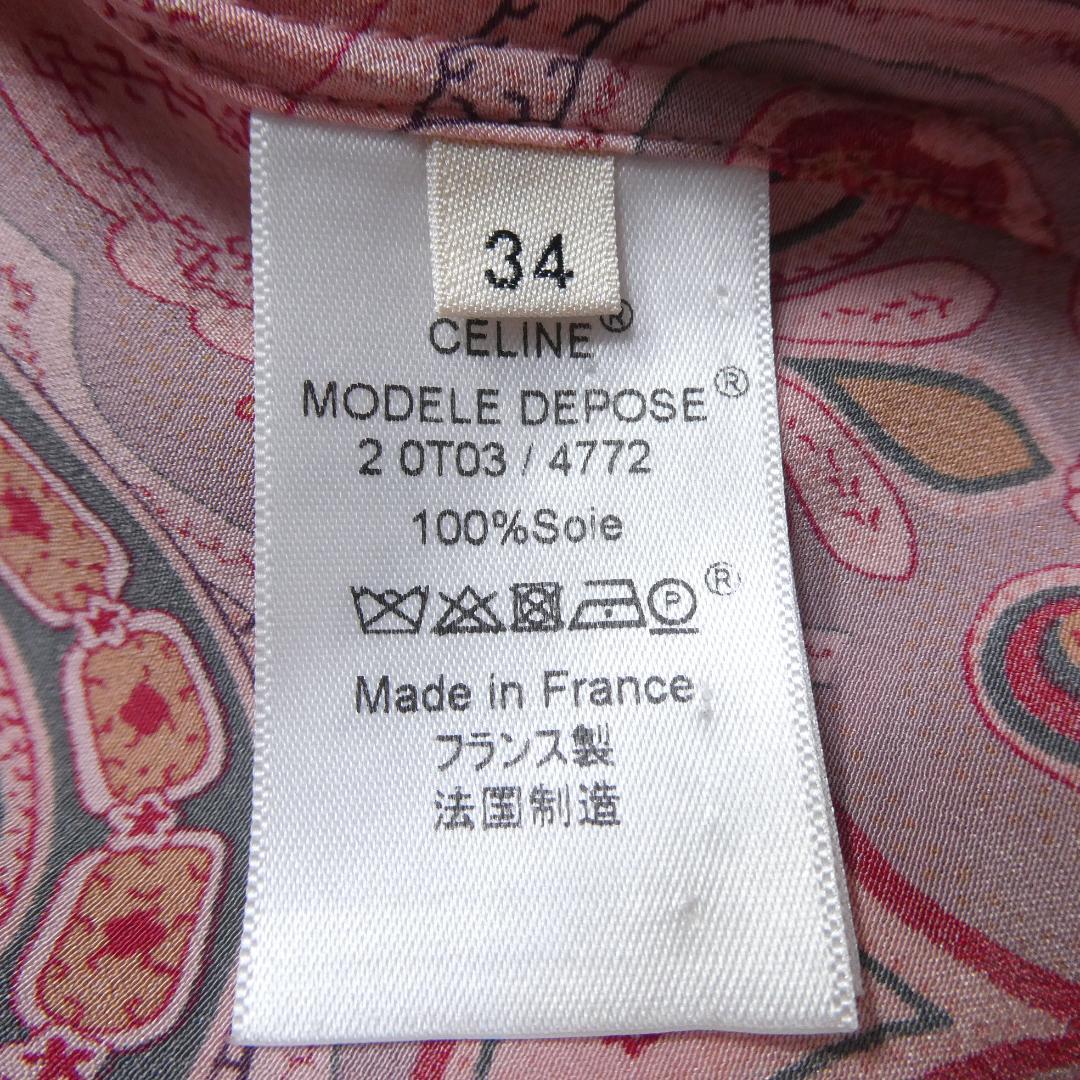 34
CELINE®
MODELE DEPOSE®
2 0T03 / 4772
100%Soie
P ®
Made in France
フランス製
法国制造